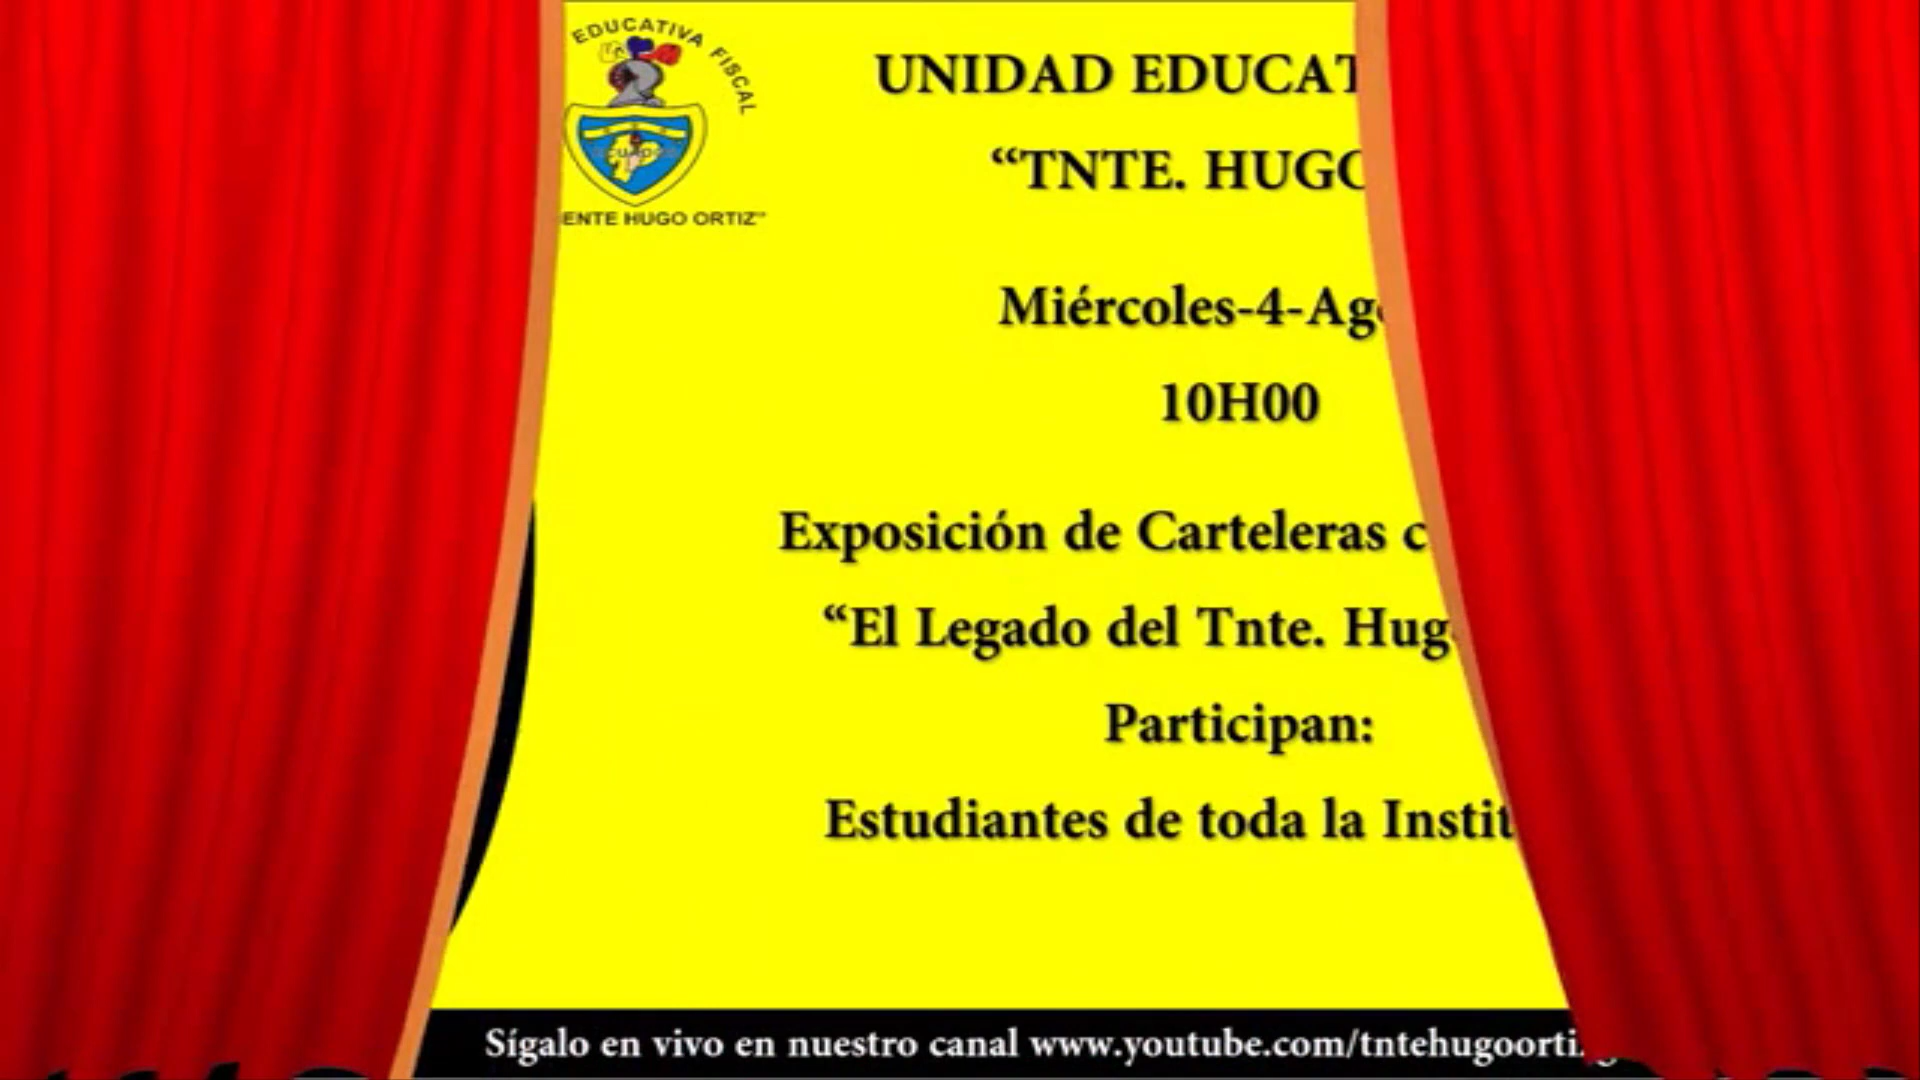 EDUCATIVA FISCAL
ECUADOR
ENTE HUGO ORTIZ"
UNIDAD EDUCAT
“TNTE. HUGO
Miércoles-4-Ag
10H00
Exposición de Carteleras c
“El Legado del Tnte. Hug
Participan:
Estudiantes de toda la Instit
Sígalo en vivo en nuestro canal www.youtube.com/tntehugoorti